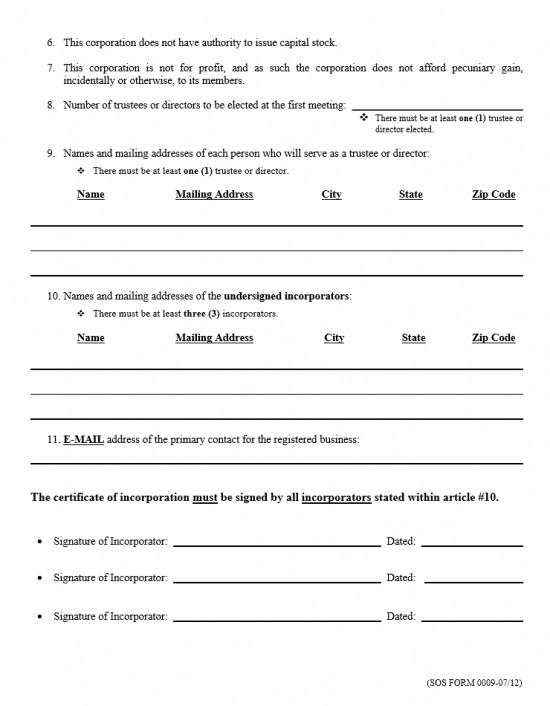 6. This corporation does not have authority to issue capital stock.
7. This corporation is not for profit, and as such the corporation does not afford pecuniary gain,
incidentally or otherwise, to its members.
8. Number of trustees or directors to be elected at the first meeting:
❖ There must be at least one (1) trustee or
director elected.
9. Names and mailing addresses of each person who will serve as a trustee or director:
❖ There must be at least one (1) trustee or director.
Name Mailing Address City State Zip Code
10. Names and mailing addresses of the undersigned incorporators:
❖ There must be at least three (3) incorporators.
Name Mailing Address City State Zip Code
11. E-MAIL address of the primary contact for the registered business:
The certificate of incorporation must be signed by all incorporators stated within article #10.
• Signature of Incorporator: Dated:
• Signature of Incorporator: Dated:
• Signature of Incorporator: Dated:
(SOS FORM 0009-07/12)